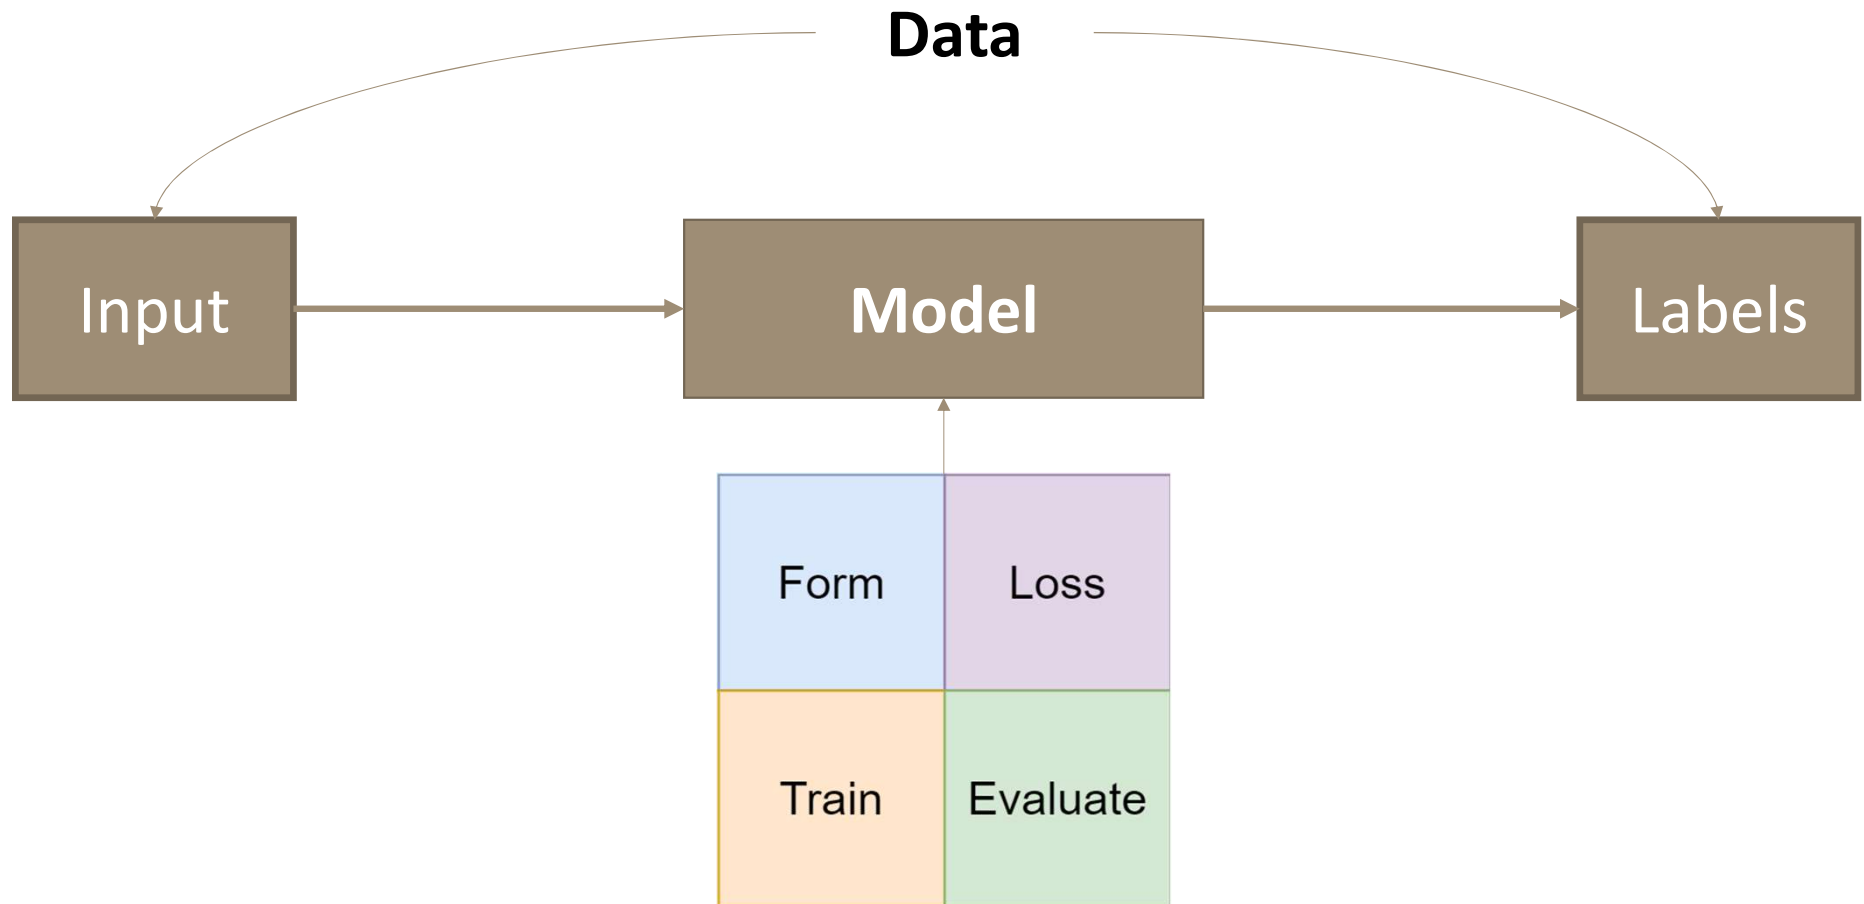 Data
Input
Model
Labels
Form
Loss
Train
Evaluate